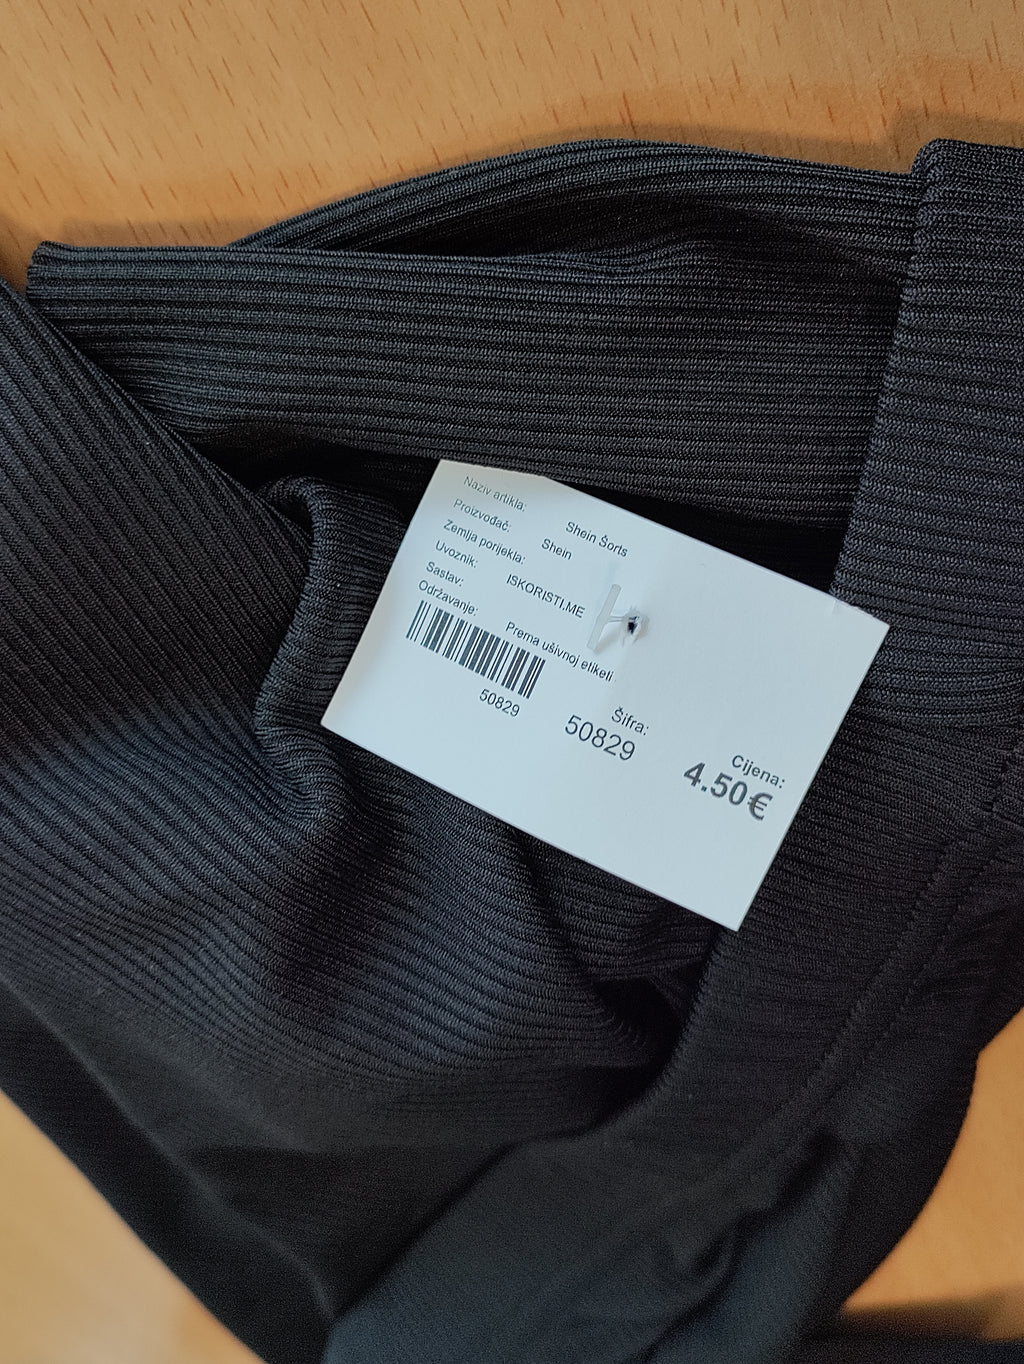 Naziv artikla: Shein Šorts
Proizvođač: Shein
Zemlja porijekla:
Uvoznik: ISKORISTI.ME
Sastav:
Održavanje: Prema ušivnoj etiketi
50829
Šifra:
50829
Cijena:
4.50€